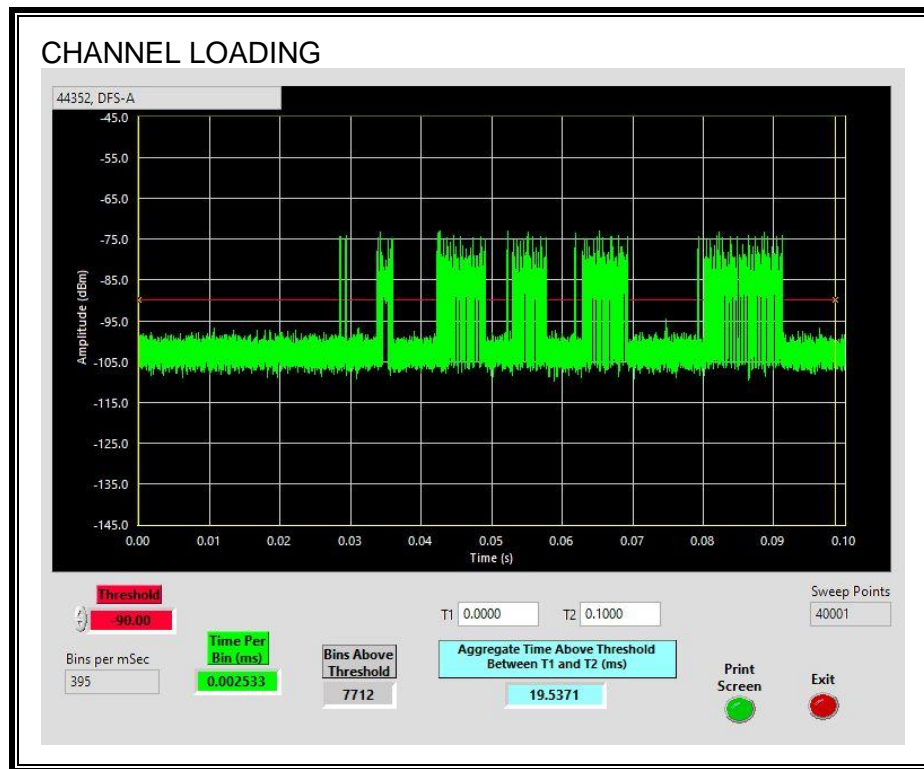 CHANNEL LOADING
44352, DFS-A
-45.0
-55.0
-65.0
-75.0
-85.0
-95.0
-105.0
-115.0
-125.0
-135.0
-145.0
Amplitude (dBm)
0.00 0.01 0.02 0.03 0.04 0.05 0.06 0.07 0.08 0.09 0.10
Time (s)
Threshold
-90.00
Bins per mSec
395
Time Per
Bin (ms)
0.002533
Bins Above
Threshold
7712
T1 0.0000 T2 0.1000
Aggregate Time Above Threshold
Between T1 and T2 (ms)
19.5371
Sweep Points
40001
Print
Screen
Exit